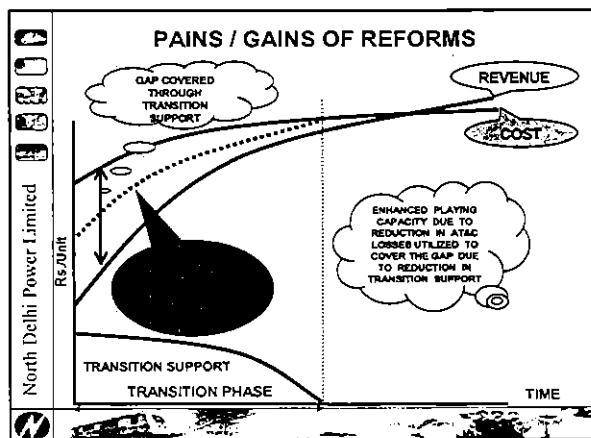 PAINS / GAINS OF REFORMS
GAP COVERED
THROUGH
TRANSITION
SUPPORT
REVENUE
COST
Rs./Unit
North Delhi Power Limited
ENHANCED PLAYING
CAPACITY DUE TO
REDUCTION IN AT&C
LOSSES UTILIZED TO
COVER THE GAP DUE
TO REDUCTION IN
TRANSITION SUPPORT
TRANSITION SUPPORT
TRANSITION PHASE
TIME